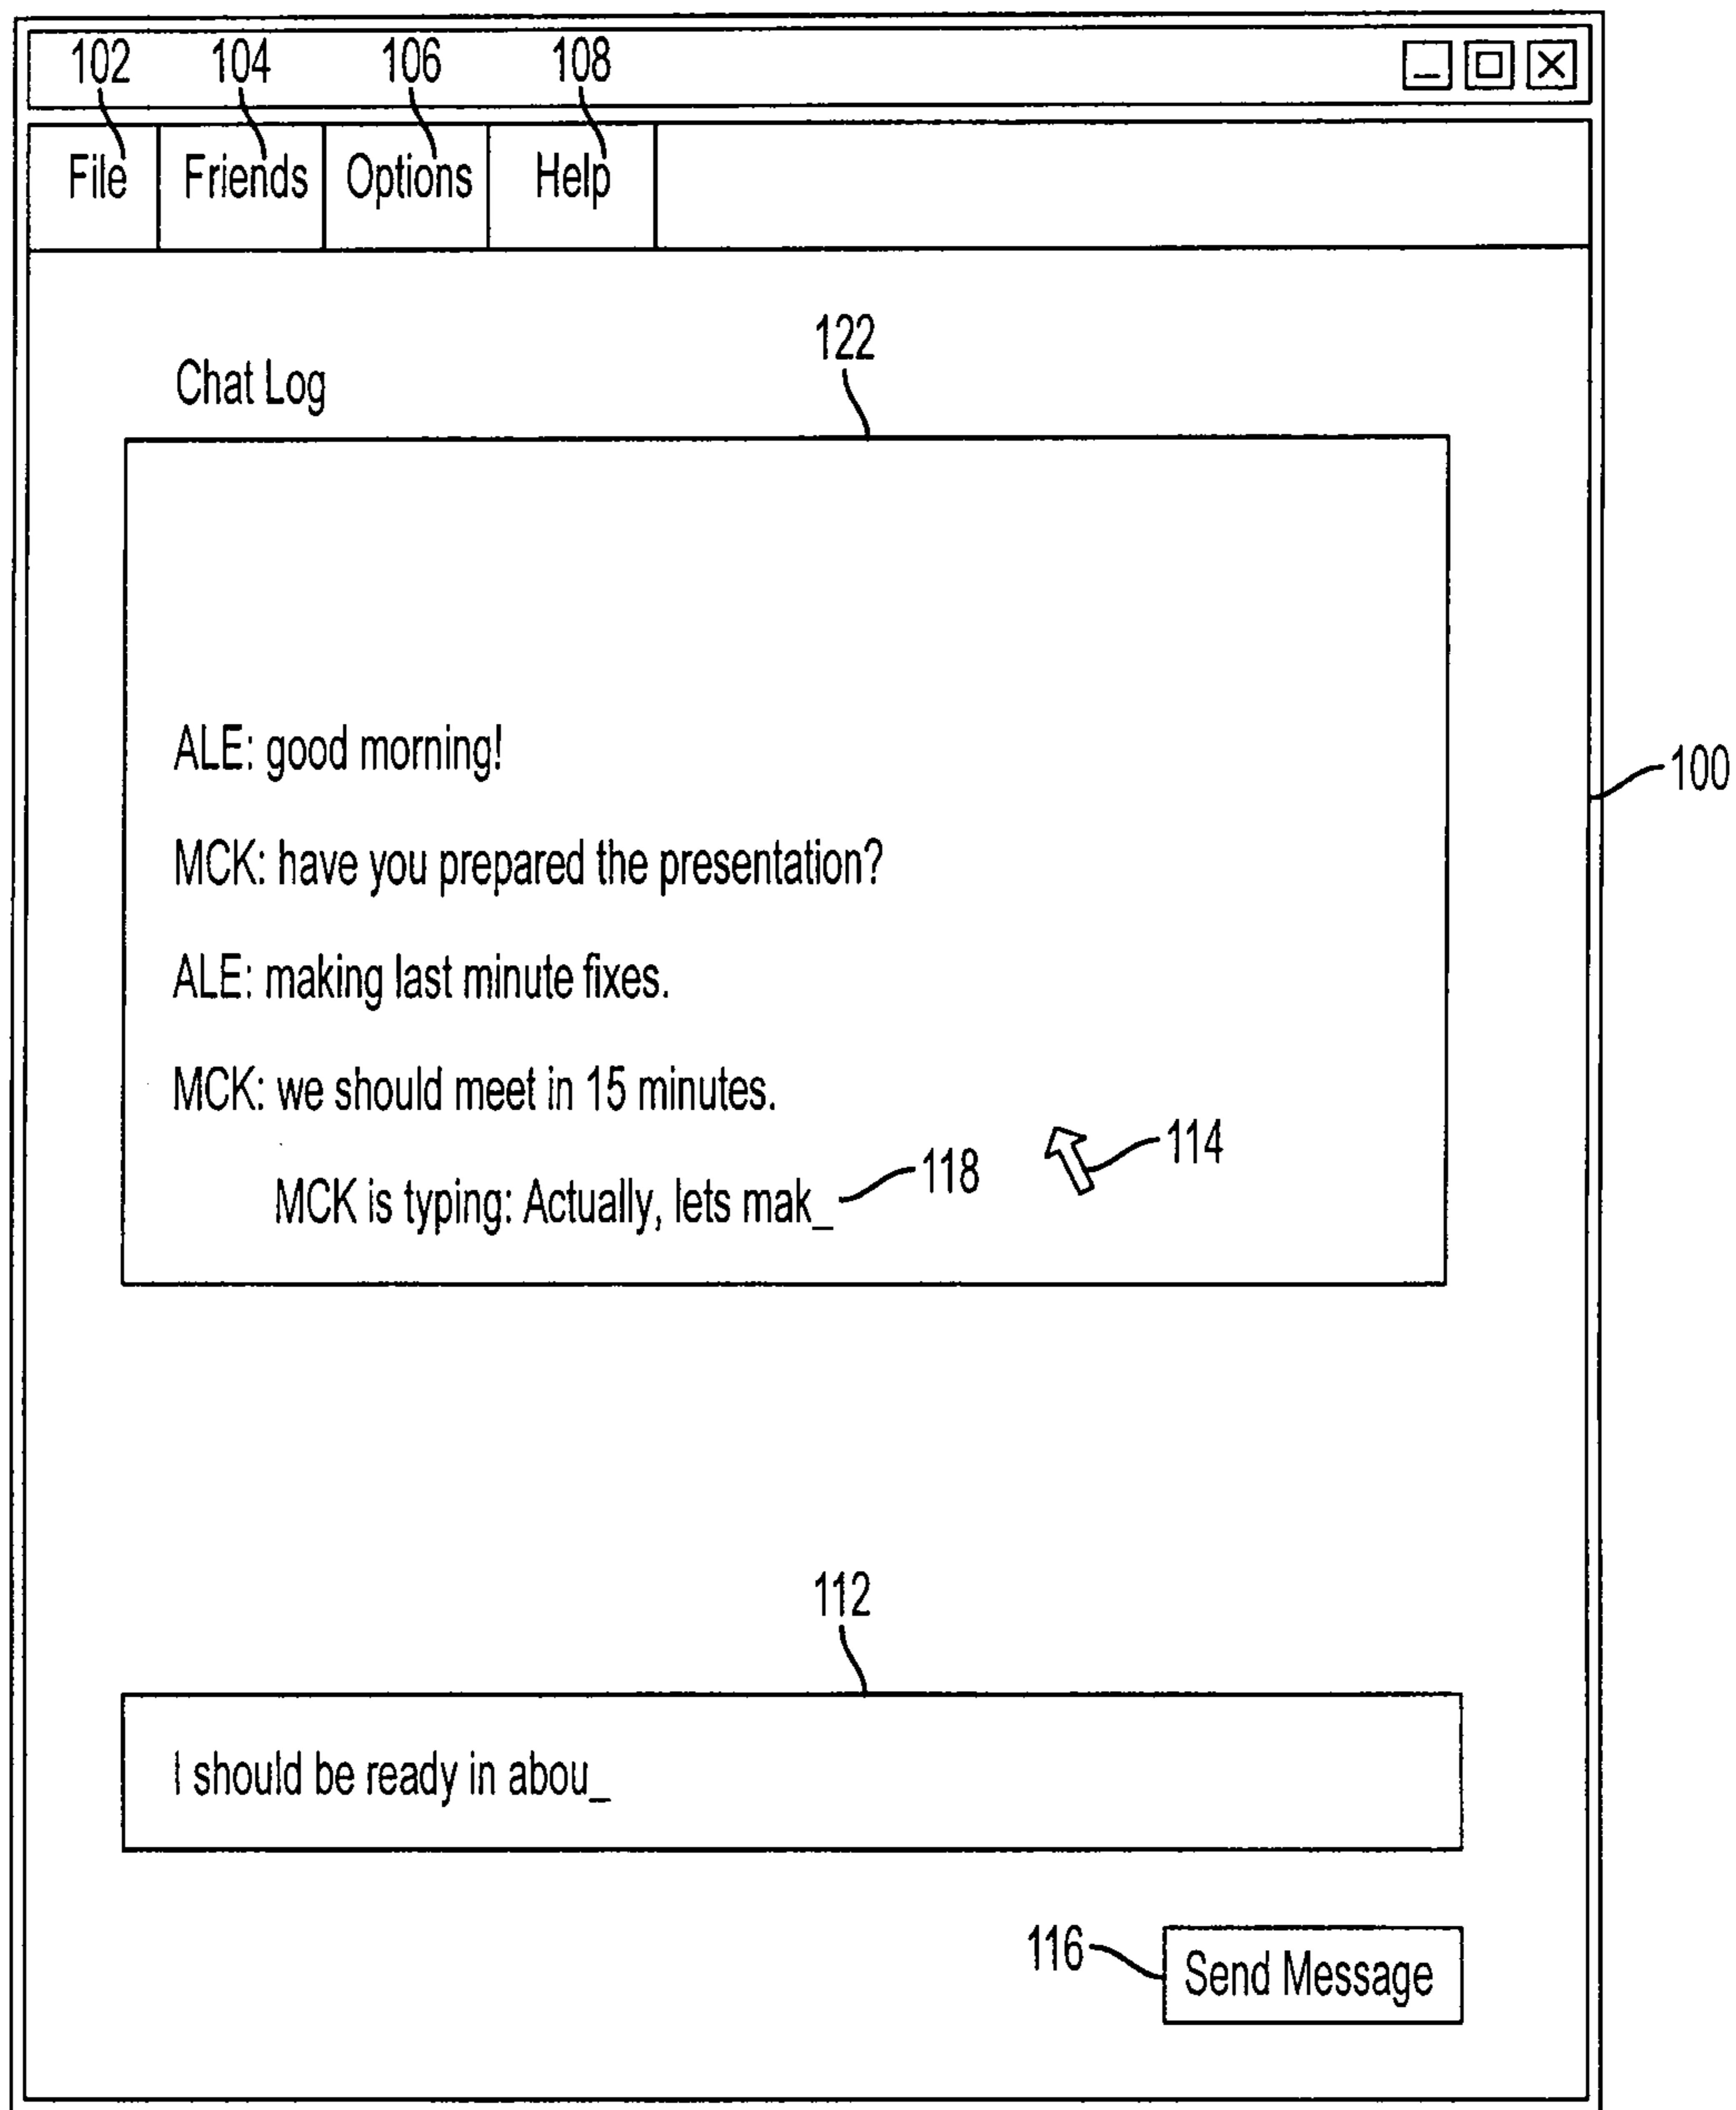 102 104 106 108
File Friends Options Help
122
Chat Log
ALE: good morning!
100
MCK: have you prepared the presentation?
ALE: making last minute fixes.
MCK: we should meet in 15 minutes.
114
118
MCK is typing: Actually, lets mak_
112
I should be ready in abou_
116
Send Message